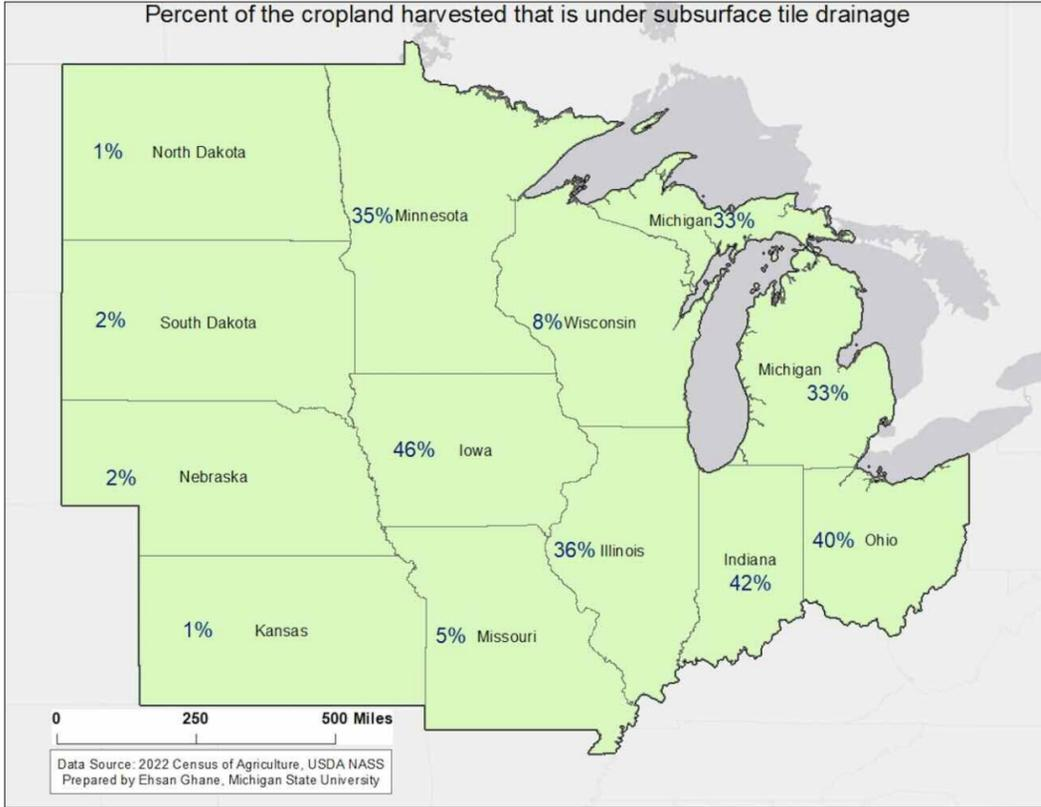 Percent of the cropland harvested that is under subsurface tile drainage
1% North Dakota
35% Minnesota
Michigan 33%
2% South Dakota
8% Wisconsin
Michigan
33%
46% Iowa
2% Nebraska
36% Illinois
40% Ohio
Indiana
42%
1% Kansas
5% Missouri
0 250 500 Miles
Data Source: 2022 Census of Agriculture, USDA NASS
Prepared by Ehsan Ghane, Michigan State University